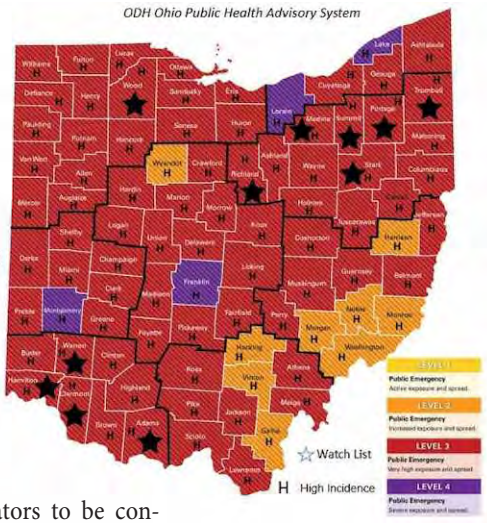 ODH Ohio Public Health Advisory System
Williams H
Fulton H
Lucas H
Ottawa H
Wood
Defiance H
Henry H
Sandusky H
Erie H
Lorain H
Cuyahoga H
Lake H
Geauga H
Ashtabula H
Trumbull
Paulding H
Putnam H
Hancock H
Seneca H
Huron H
Medina
Summit
Portage
Mahoning H
Van Wert H
Allen H
Wyandot H
Crawford H
Richland
Ashland H
Wayne H
Stark
Columbiana H
Mercer H
Auglaize H
Hardin H
Marion H
Morrow H
Holmes H
Tuscarawas H
Carroll H
Jefferson H
Harrison H
Shelby H
Logan H
Union H
Delaware H
Knox H
Coshocton H
Darke H
Miami H
Champaign H
Clark H
Madison H
Franklin H
Licking H
Muskingum H
Guernsey H
Belmont H
Preble H
Montgomery H
Greene H
Fayette H
Pickaway H
Fairfield H
Perry H
Morgan H
Noble H
Monroe H
Washington H
Butler H
Warren H
Clinton H
Ross H
Hocking H
Athens H
Hamilton H
Clermont H
Highland H
Vinton H
Meigs H
Brown H
Adams H
Pike H
Jackson H
Gallia H
Scioto H
Lawrence H
LEVEL 1
Public Emergency
Active exposure and spread.
LEVEL 2
Public Emergency
Increased exposure and spread.
LEVEL 3
Public Emergency
Very high exposure and spread.
LEVEL 4
Public Emergency
Severe exposure and spread.
Watch List
H High Incidence
ators to be con-